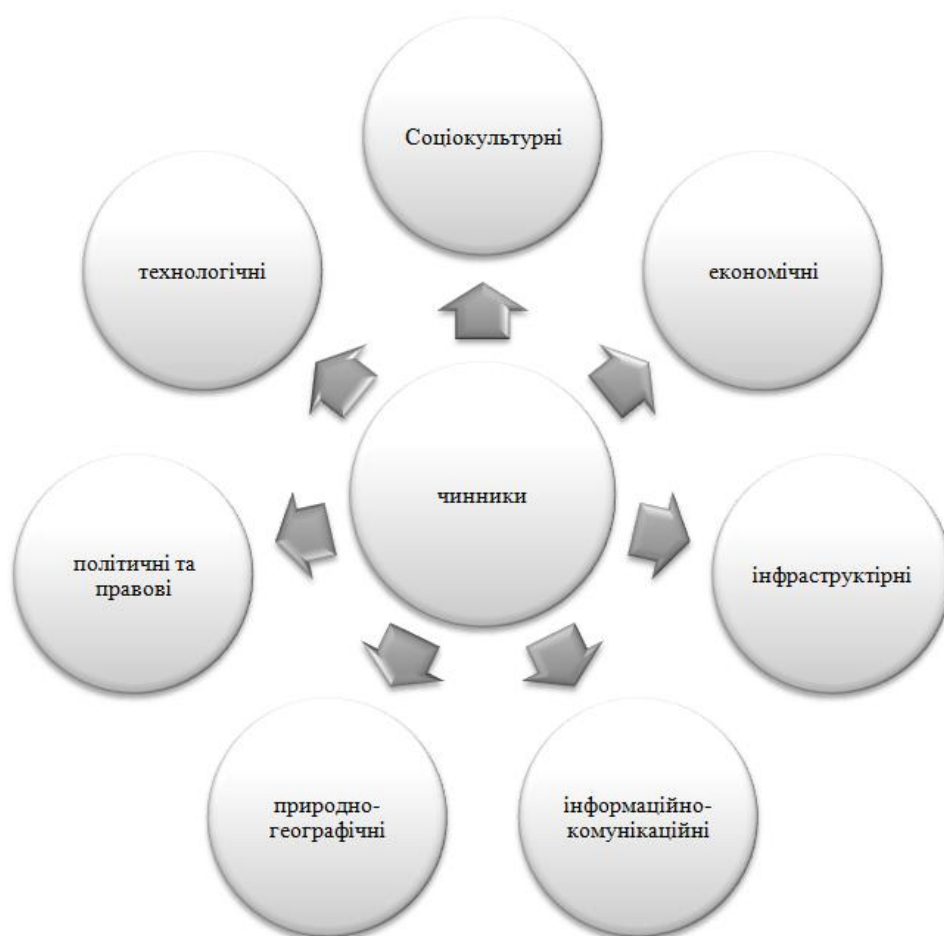 Соціокультурні
економічні
інфраструктірні
інформаційно-
комунікаційні
природно-
географічні
політичні та
правові
технологічні
чинники